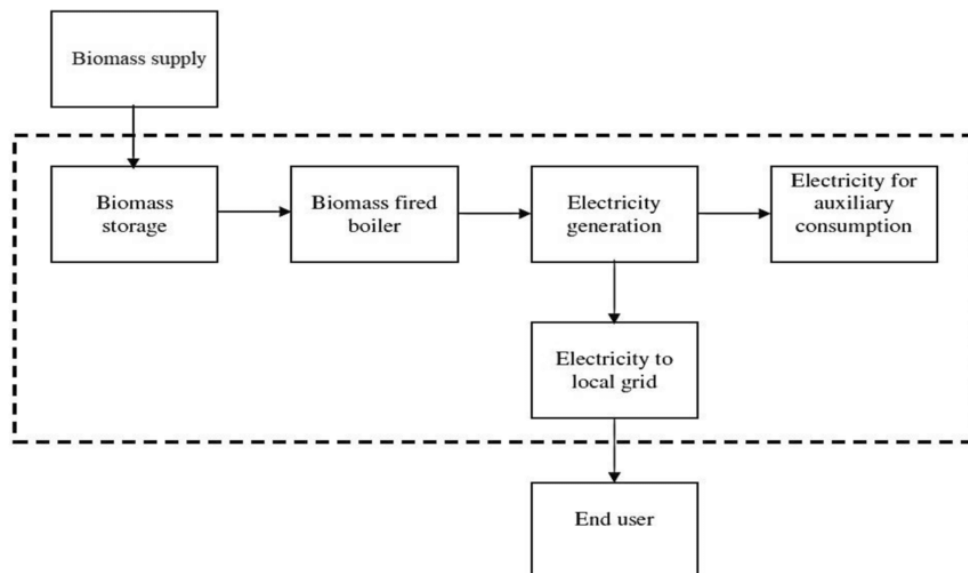 Biomass supply
Biomass
storage
Biomass fired
boiler
Electricity
generation
Electricity for
auxiliary
consumption
Electricity to
local grid
End user